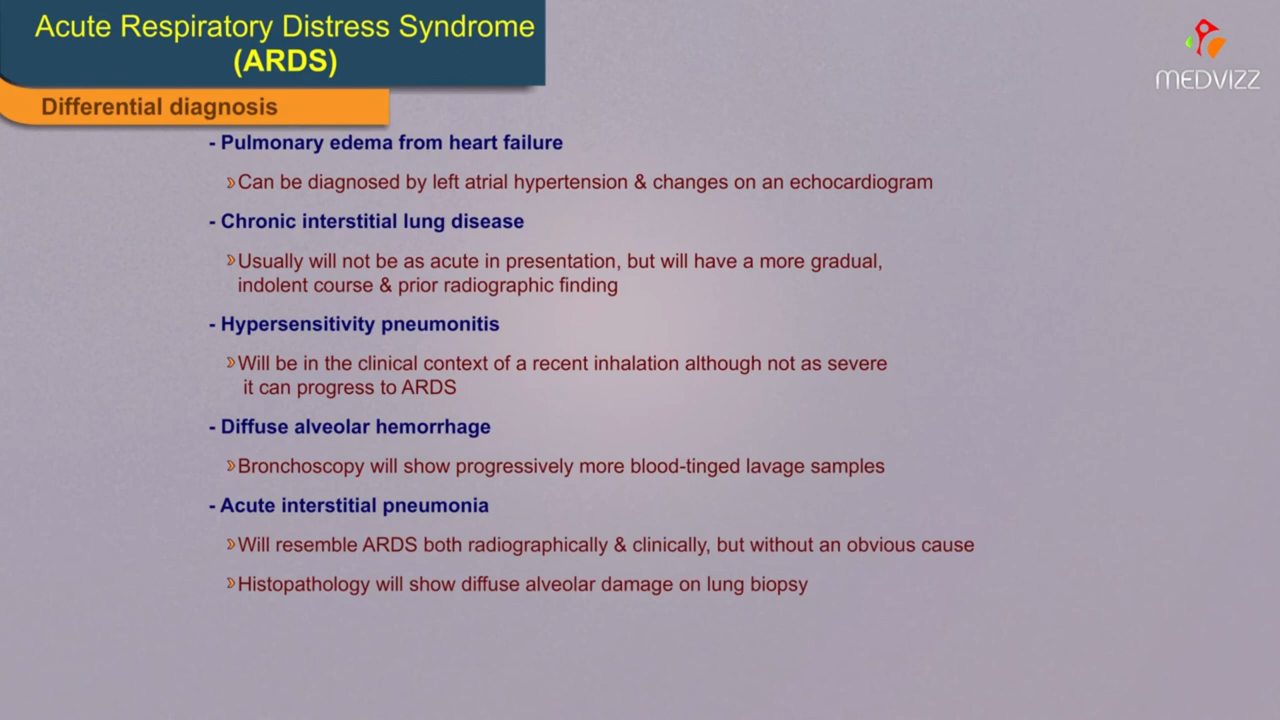 Acute Respiratory Distress Syndrome
(ARDS)
MEDVIZZ
Differential diagnosis
- Pulmonary edema from heart failure
Can be diagnosed by left atrial hypertension & changes on an echocardiogram
- Chronic interstitial lung disease
Usually will not be as acute in presentation, but will have a more gradual,
indolent course & prior radiographic finding
- Hypersensitivity pneumonitis
Will be in the clinical context of a recent inhalation although not as severe
it can progress to ARDS
- Diffuse alveolar hemorrhage
Bronchoscopy will show progressively more blood-tinged lavage samples
- Acute interstitial pneumonia
Will resemble ARDS both radiographically & clinically, but without an obvious cause
Histopathology will show diffuse alveolar damage on lung biopsy